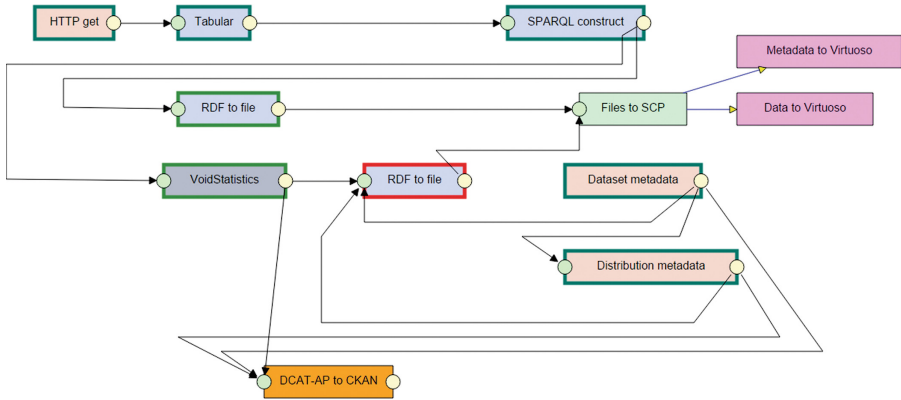 HTTP get
Tabular
SPARQL construct
Metadata to Virtuoso
RDF to file
Files to SCP
Data to Virtuoso
VoidStatistics
RDF to file
Dataset metadata
Distribution metadata
DCAT-AP to CKAN